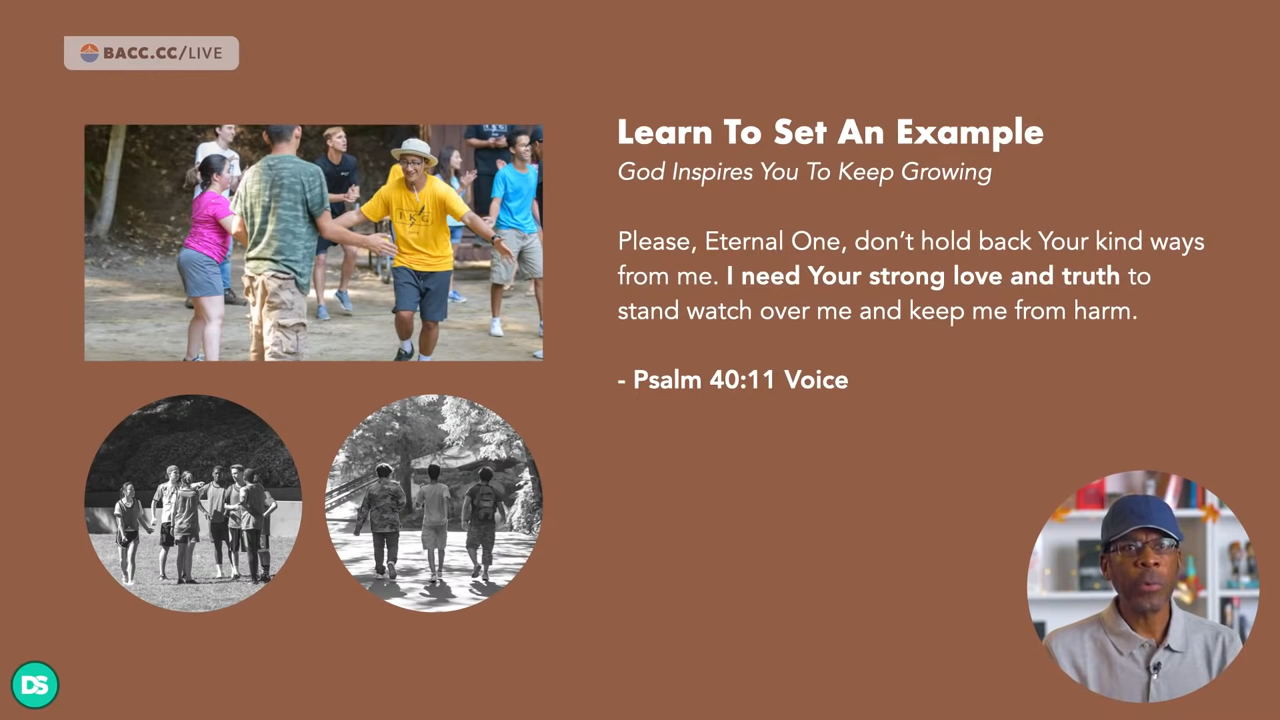 BACC.CC/LIVE
Learn To Set An Example
God Inspires You To Keep Growing
Please, Eternal One, don’t hold back Your kind ways
from me. I need Your strong love and truth to
stand watch over me and keep me from harm.
- Psalm 40:11 Voice
DS